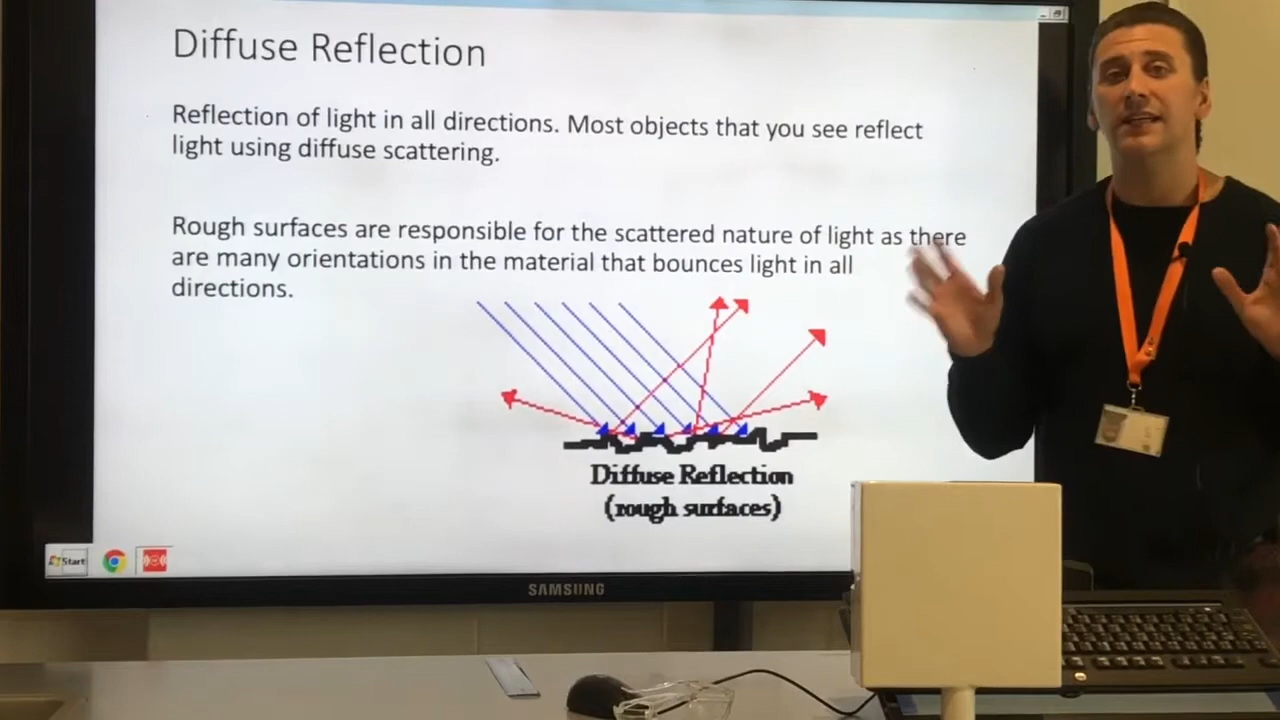 Diffuse Reflection
Reflection of light in all directions. Most objects that you see reflect
light using diffuse scattering.
Rough surfaces are responsible for the scattered nature of light as there
are many orientations in the material that bounces light in all
directions.
Diffuse Reflection
(rough surfaces)
Start
SAMSUNG